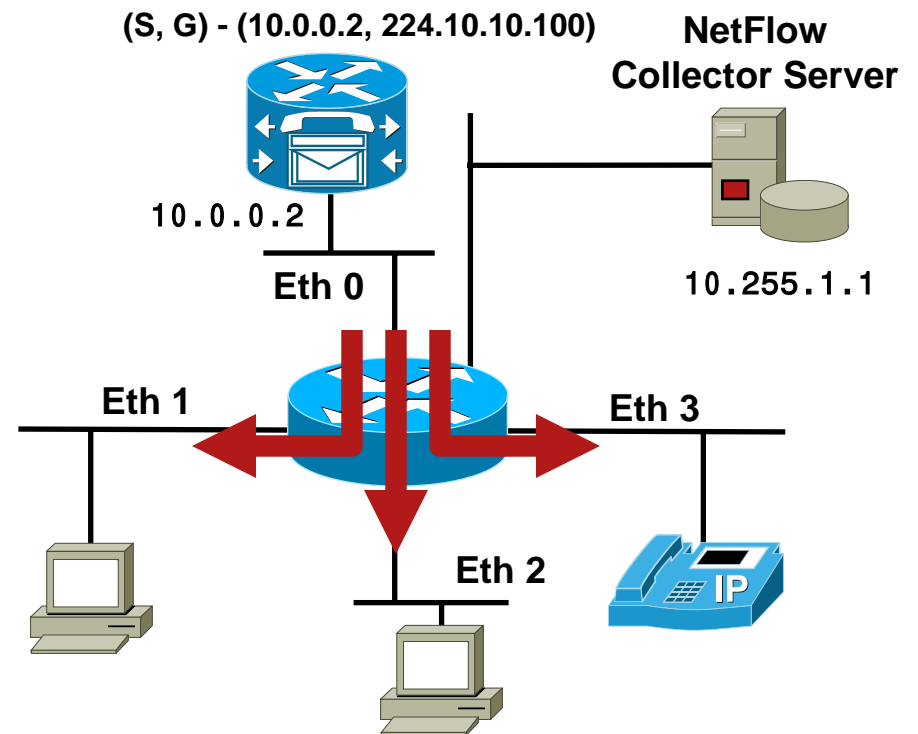 (S, G) - (10.0.0.2, 224.10.10.100)
NetFlow
Collector Server
10.0.0.2
Eth 0
10.255.1.1
Eth 1
Eth 3
Eth 2
IP